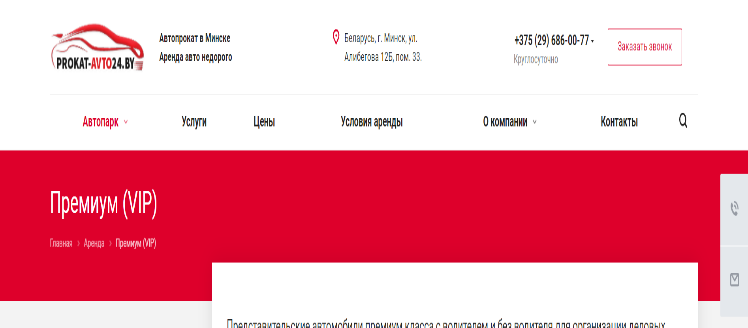 PROKAT-AVTO24.BY
Автопрокат в Минске
Аренда авто недорого
Беларусь, г. Минск, ул.
Алибегова 12Б, пом. 33.
+375 (29) 686-00-77
Круглосуточно
Заказать звонок
Автопарк
Услуги
Цены
Условия аренды
О компании
Контакты
Премиум (VIP)
Главная
Аренда
Премиум (VIP)
Представительские автомобили премиум класса с водителем и без водителя для организации деловых